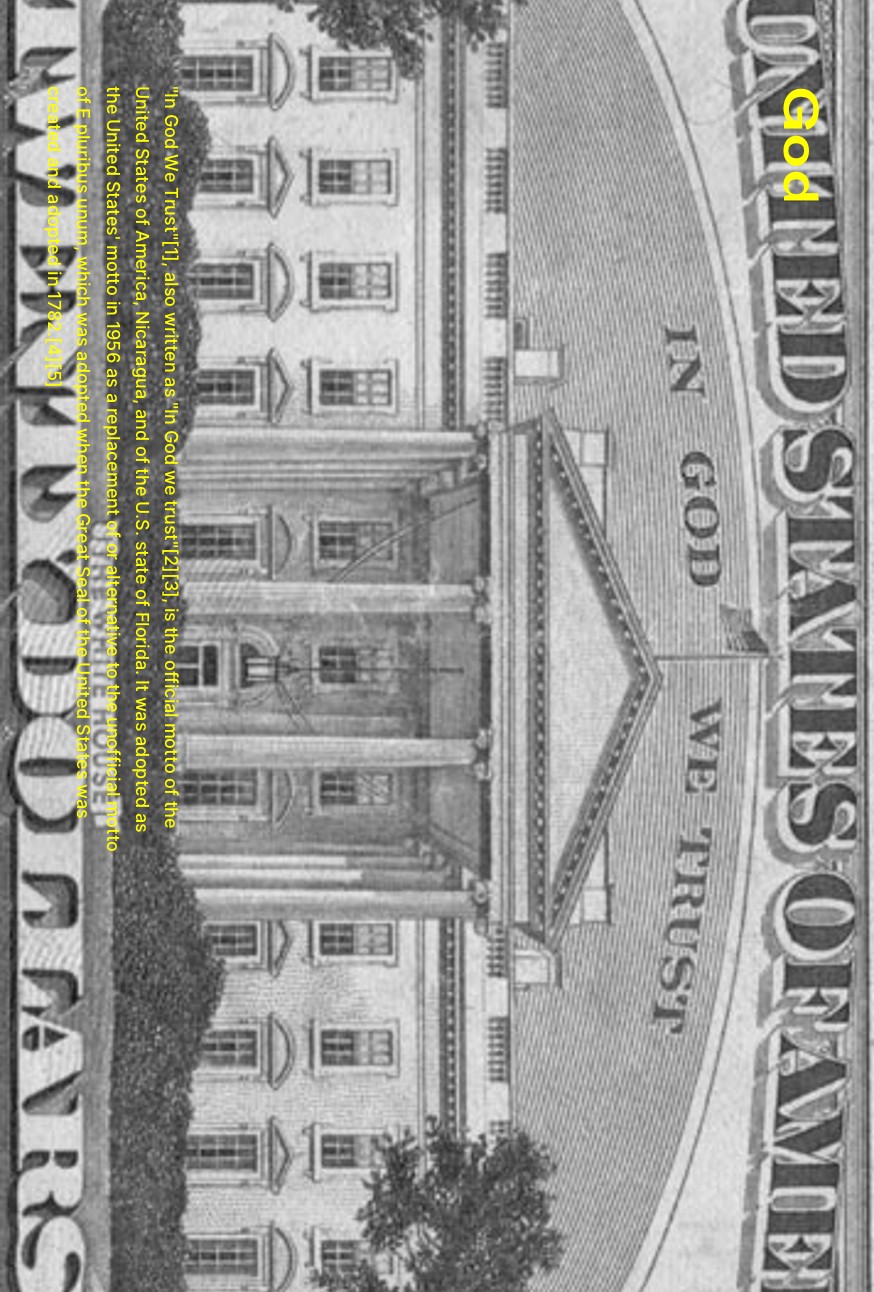 God
UNITED STATES OF AME
IN GOD WE TRUST
"In God We Trust"[1], also written as "In God we trust"[2][3], is the official motto of the
United States of America, Nicaragua, and of the U.S. state of Florida. It was adopted as
the United States' motto in 1956 as a replacement of or alternative to the unofficial motto
of E pluribus unum, which was adopted when the Great Seal of the United States was
created and adopted in 1782.[4][5]
DOLLARS